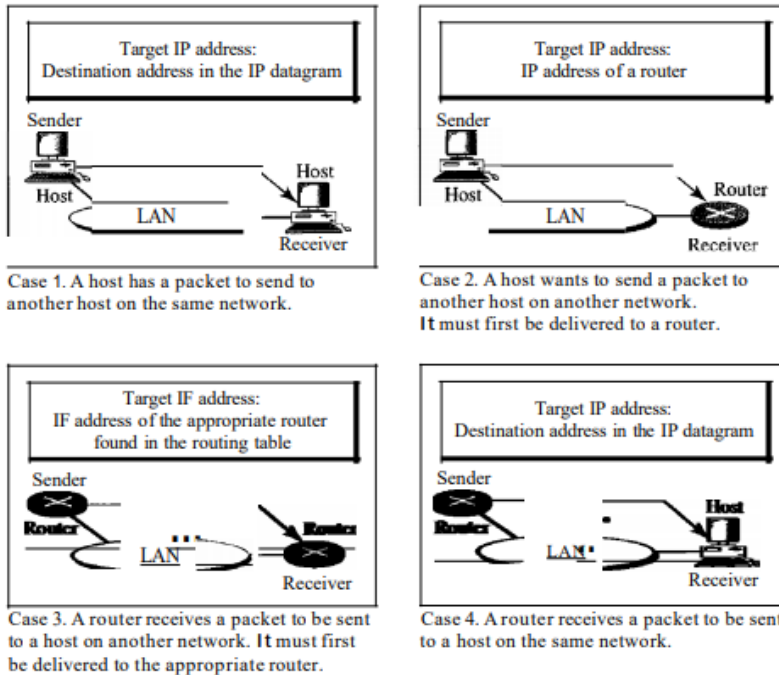 Target IP address:
Destination address in the IP datagram
Sender
Host
Host
LAN
Receiver
Case 1. A host has a packet to send to
another host on the same network.
Target IP address:
IP address of a router
Sender
Host
Router
LAN
Receiver
Case 2. A host wants to send a packet to
another host on another network.
It must first be delivered to a router.
Target IF address:
IF address of the appropriate router
found in the routing table
Sender
Router
Router
LAN
Receiver
Case 3. A router receives a packet to be sent
to a host on another network. It must first
be delivered to the appropriate router.
Target IP address:
Destination address in the IP datagram
Sender
Host
Router
LAN
Receiver
Case 4. A router receives a packet to be sent
to a host on the same network.